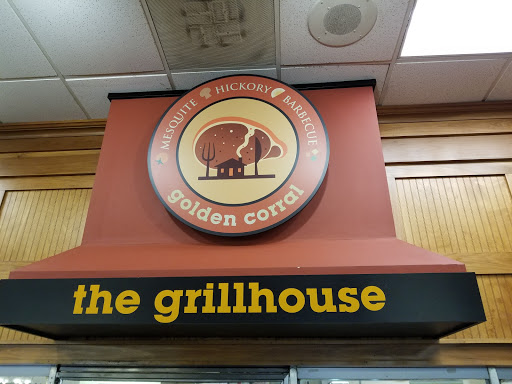 MESQUITE HICKORY BARBECUE
golden corral
the grillhouse